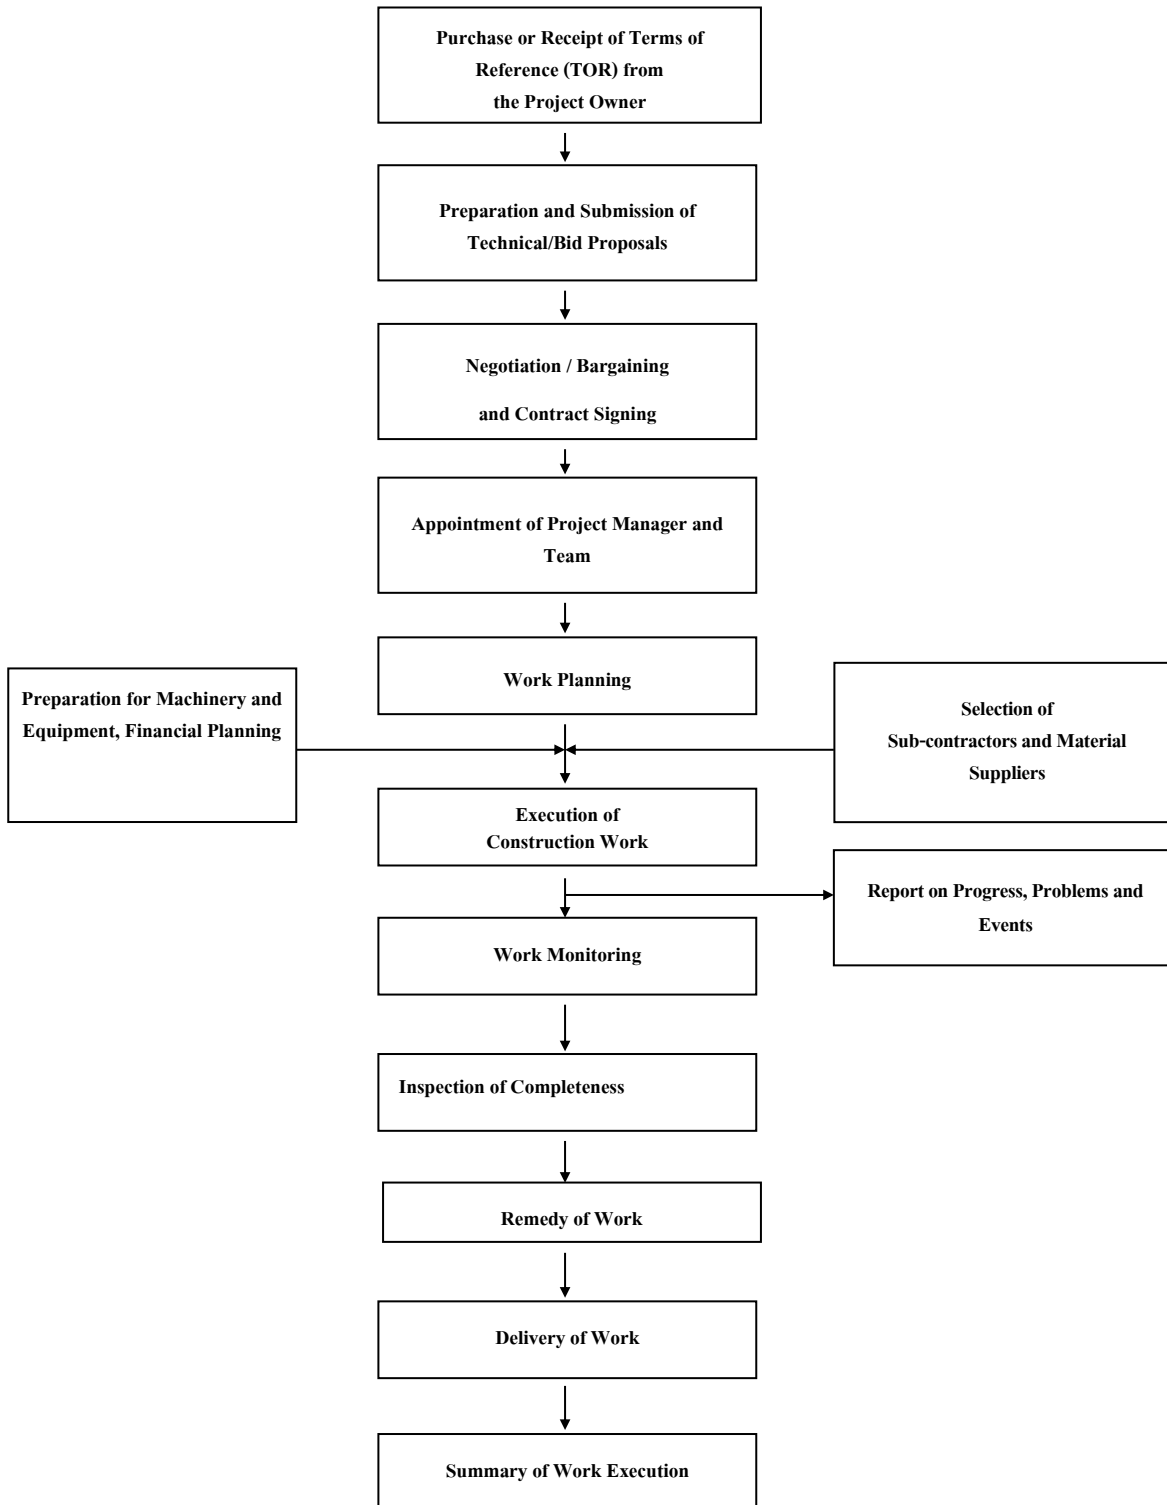 Purchase or Receipt of Terms of
Reference (TOR) from
the Project Owner
Preparation and Submission of
Technical/Bid Proposals
Negotiation / Bargaining
and Contract Signing
Appointment of Project Manager and
Team
Work Planning
Preparation for Machinery and
Equipment, Financial Planning
Selection of
Sub-contractors and Material
Suppliers
Execution of
Construction Work
Report on Progress, Problems and
Events
Work Monitoring
Inspection of Completeness
Remedy of Work
Delivery of Work
Summary of Work Execution